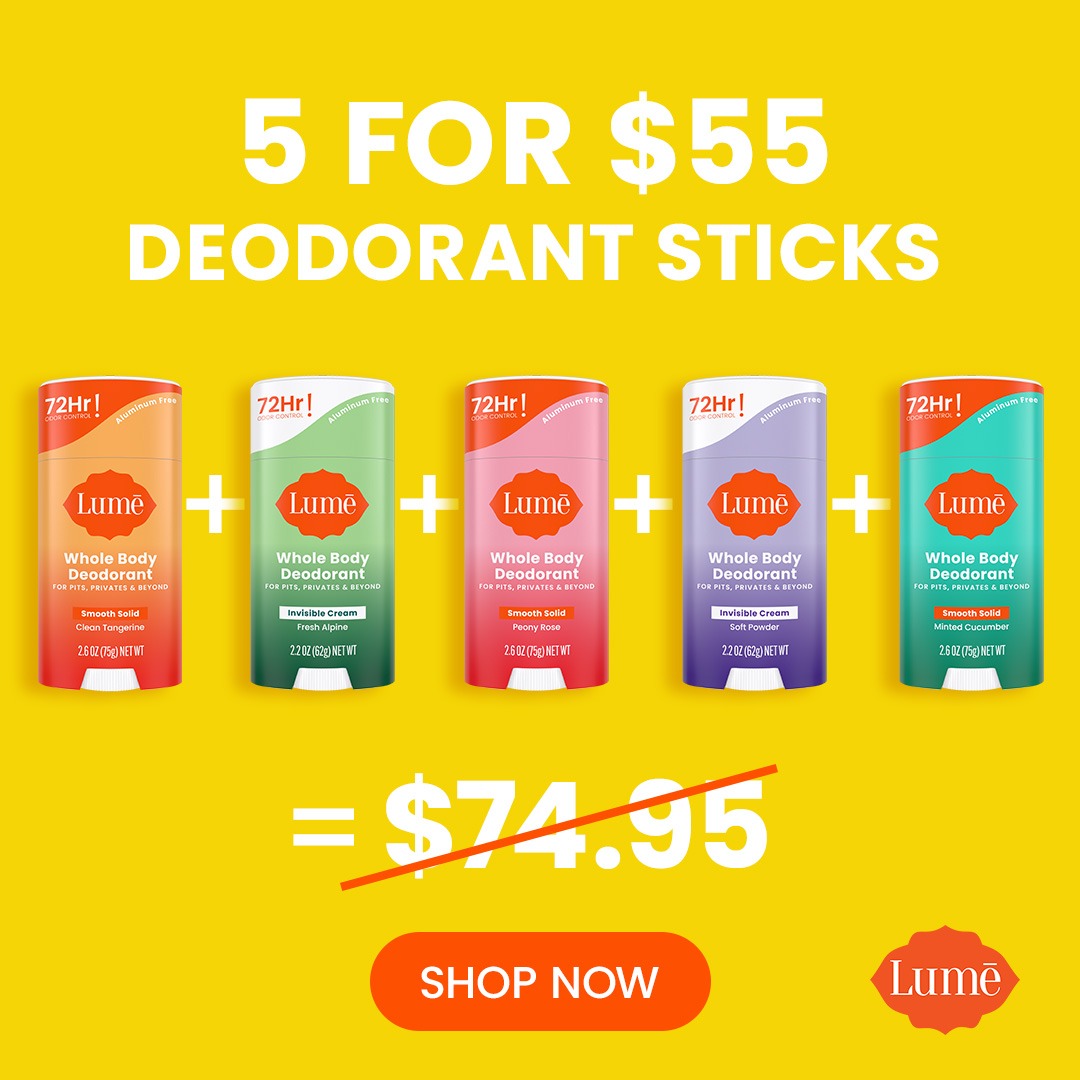 5 FOR $55
DEODORANT STICKS
72Hr!
ODOR CONTROL
Aluminum Free
Lumē
Whole Body
Deodorant
FOR PITS, PRIVATES & BEYOND
Smooth Solid
Clean Tangerine
2.6 OZ (75g) NET WT
+
72Hr!
ODOR CONTROL
Aluminum Free
Lumē
Whole Body
Deodorant
FOR PITS, PRIVATES & BEYOND
Invisible Cream
Fresh Alpine
2.2 OZ (62g) NET WT
+
72Hr!
ODOR CONTROL
Aluminum Free
Lumē
Whole Body
Deodorant
FOR PITS, PRIVATES & BEYOND
Smooth Solid
Peony Rose
2.6 OZ (75g) NET WT
+
72Hr!
ODOR CONTROL
Aluminum Free
Lumē
Whole Body
Deodorant
FOR PITS, PRIVATES & BEYOND
Invisible Cream
Soft Powder
2.2 OZ (62g) NET WT
+
72Hr!
ODOR CONTROL
Aluminum Free
Lumē
Whole Body
Deodorant
FOR PITS, PRIVATES & BEYOND
Smooth Solid
Minted Cucumber
2.6 OZ (75g) NET WT
= $74.95
SHOP NOW
Lumē